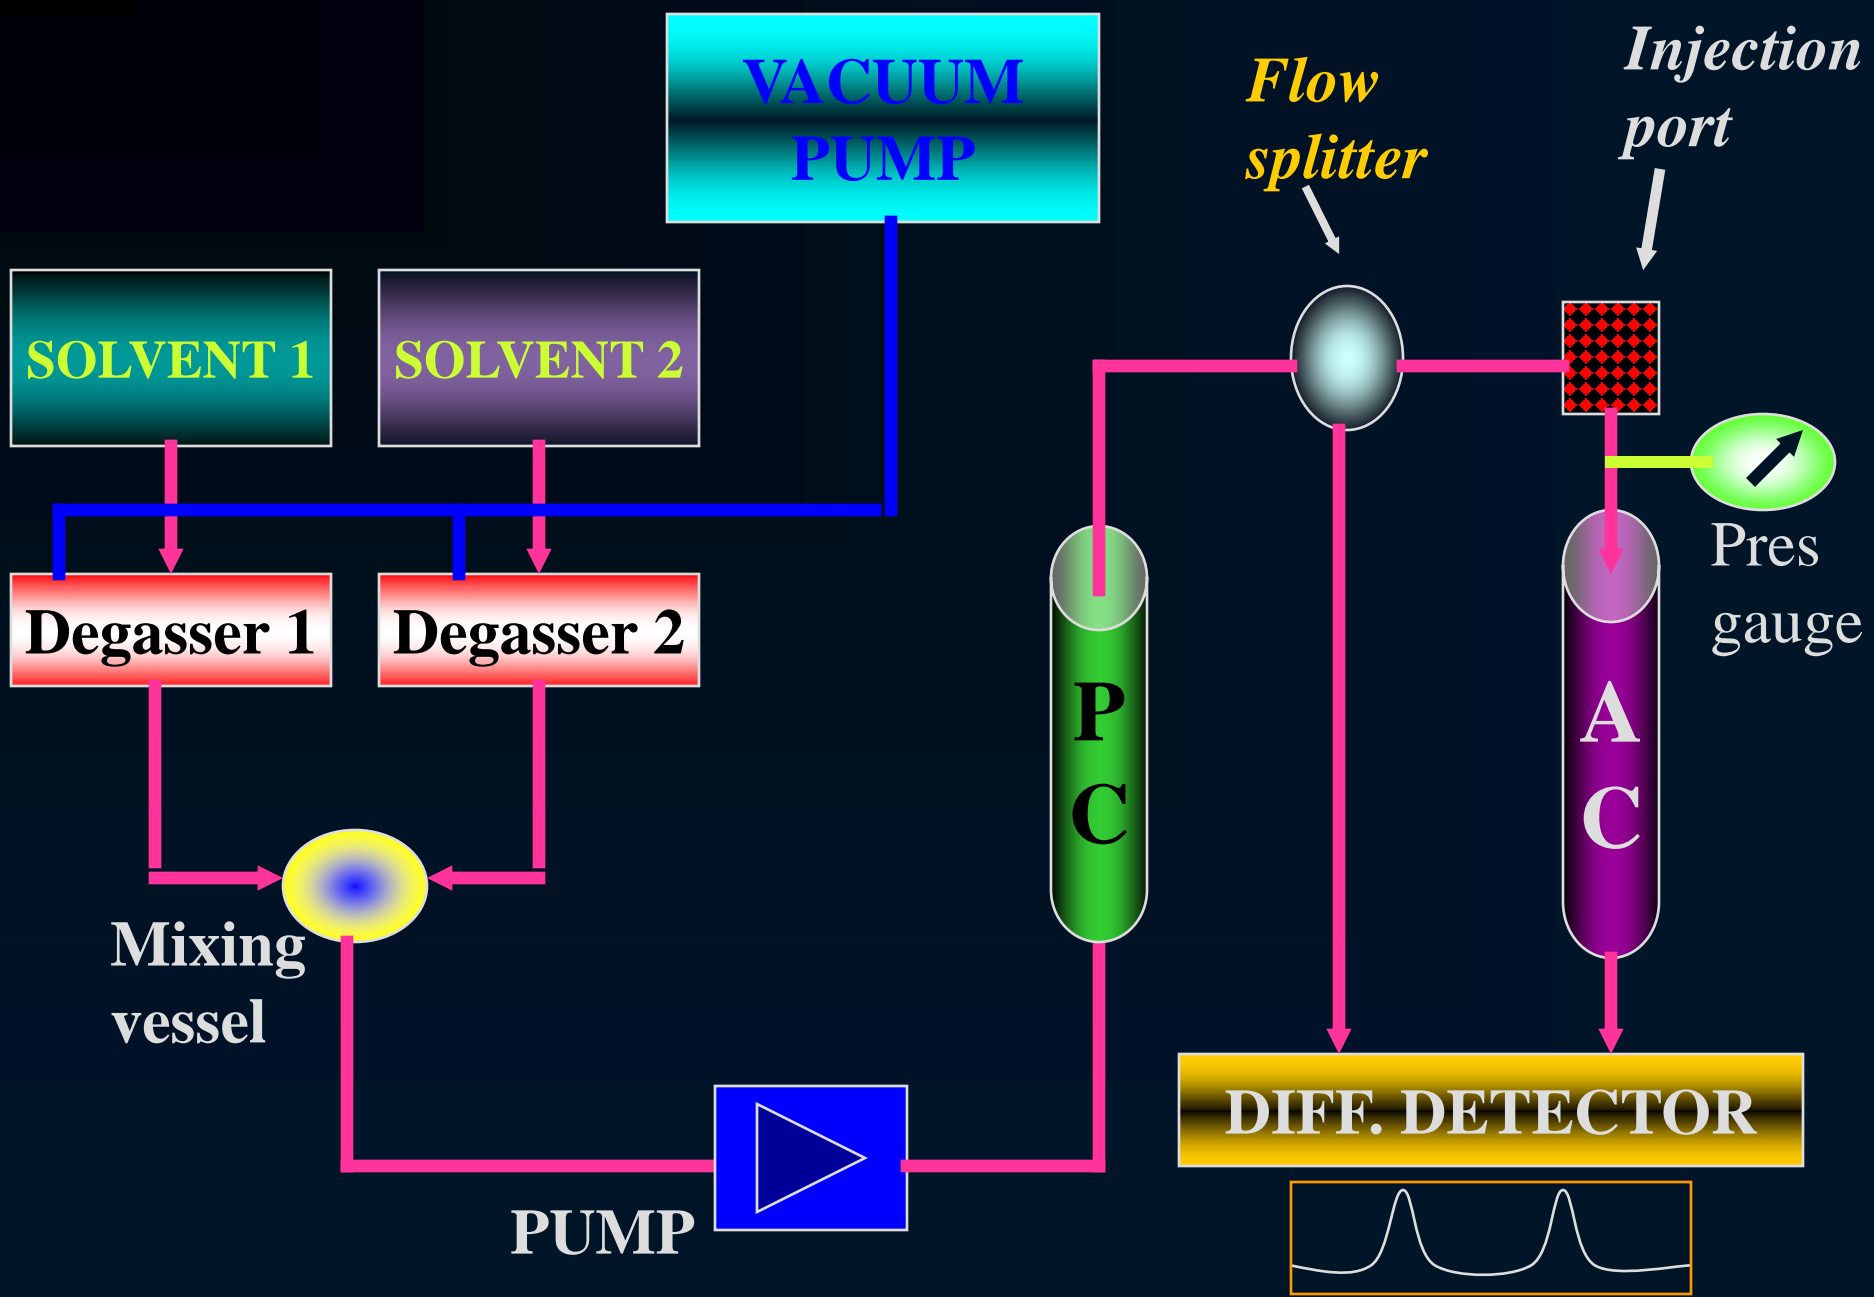 VACUUM
PUMP
Flow
splitter
Injection
port
SOLVENT 1
SOLVENT 2
Pres
gauge
Degasser 1
Degasser 2
P
C
A
C
Mixing
vessel
DIFF. DETECTOR
PUMP